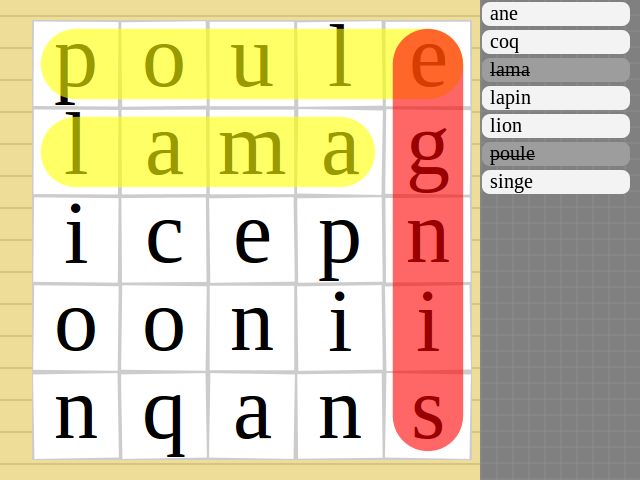 p o u l e
l a m a g
i c e p n
o o n i i
n q a n s
ane
coq
lama
lapin
lion
poule
singe